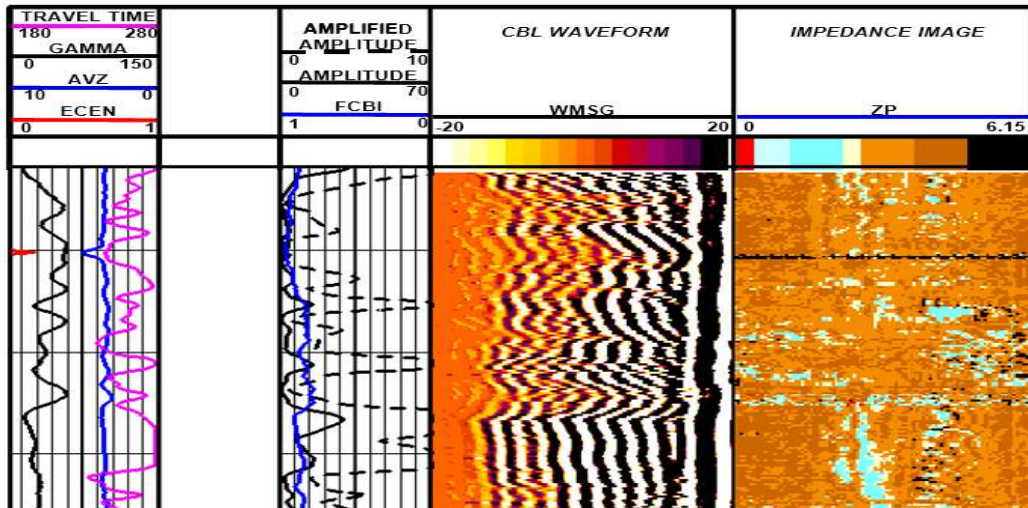 TRAVEL TIME
180 280
GAMMA
0 150
AVZ
10 0
ECEN
0 1
AMPLIFIED
AMPLITUDE
0 10
AMPLITUDE
0 70
FCBI
1 0
CBL WAVEFORM
WMSG
-20 20
IMPEDANCE IMAGE
ZP
0 6.15